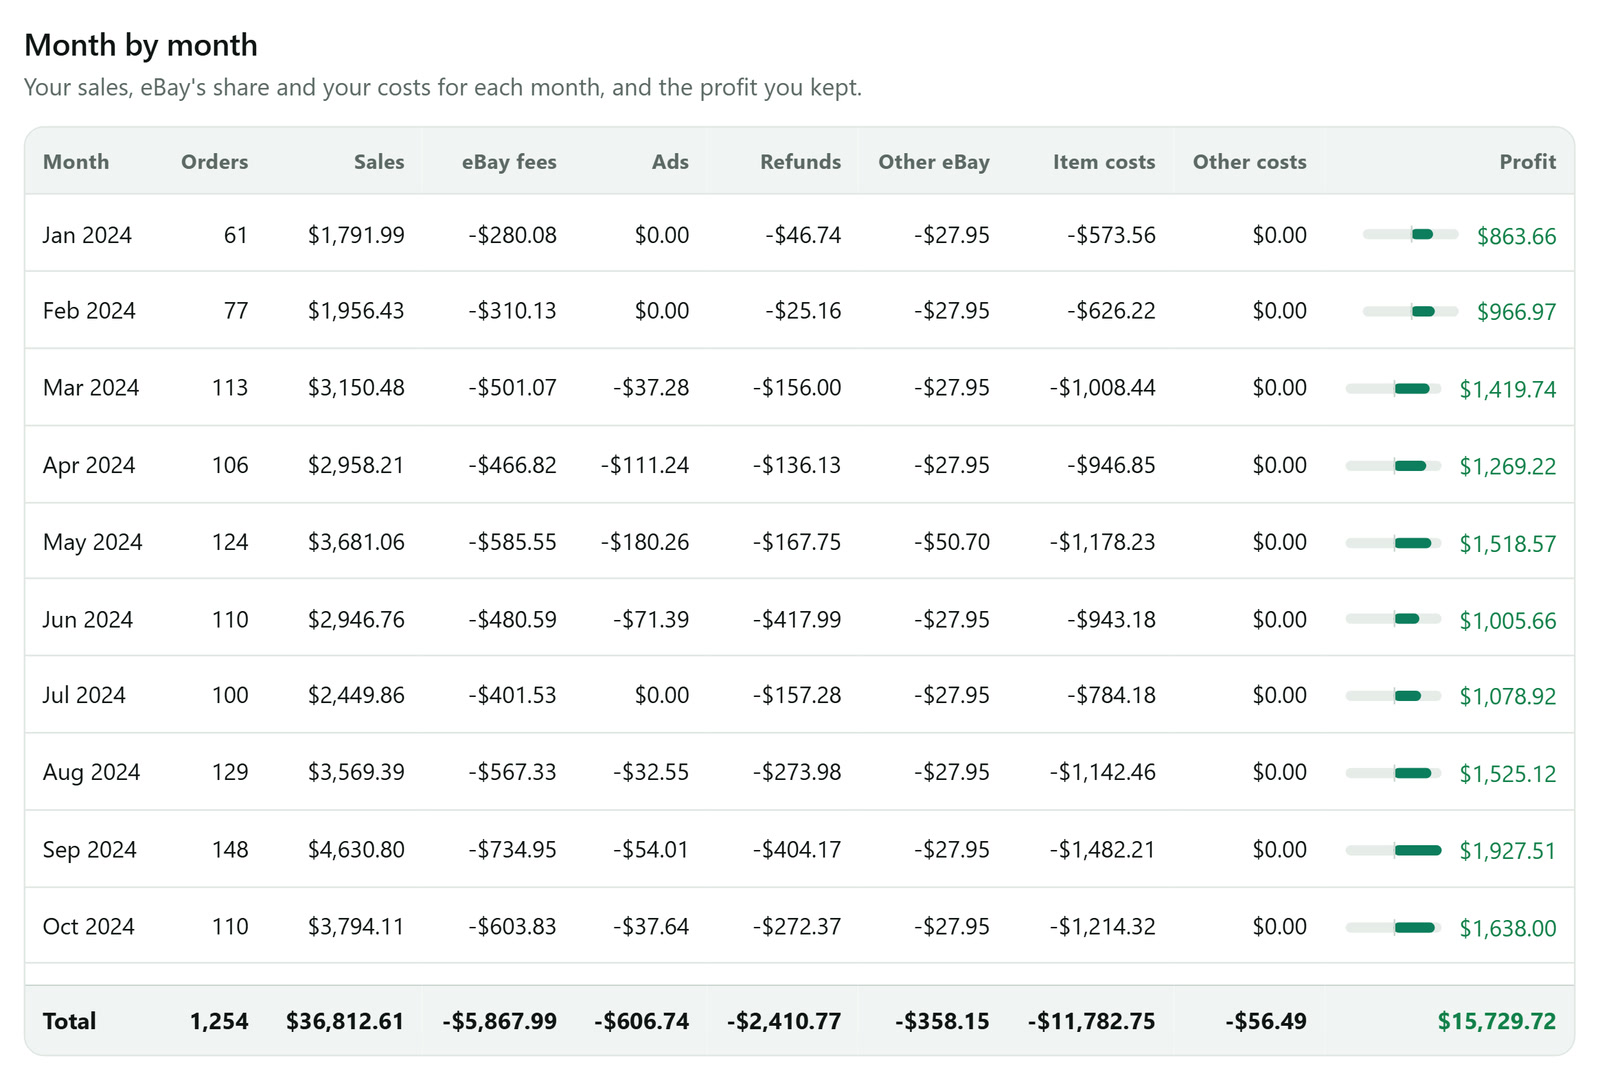 Month by month
Your sales, eBay's share and your costs for each month, and the profit you kept.
Month Orders Sales eBay fees Ads Refunds Other eBay Item costs Other costs Profit
Jan 2024 61 $1,791.99 -$280.08 $0.00 -$46.74 -$27.95 -$573.56 $0.00 $863.66
Feb 2024 77 $1,956.43 -$310.13 $0.00 -$25.16 -$27.95 -$626.22 $0.00 $966.97
Mar 2024 113 $3,150.48 -$501.07 -$37.28 -$156.00 -$27.95 -$1,008.44 $0.00 $1,419.74
Apr 2024 106 $2,958.21 -$466.82 -$111.24 -$136.13 -$27.95 -$946.85 $0.00 $1,269.22
May 2024 124 $3,681.06 -$585.55 -$180.26 -$167.75 -$50.70 -$1,178.23 $0.00 $1,518.57
Jun 2024 110 $2,946.76 -$480.59 -$71.39 -$417.99 -$27.95 -$943.18 $0.00 $1,005.66
Jul 2024 100 $2,449.86 -$401.53 $0.00 -$157.28 -$27.95 -$784.18 $0.00 $1,078.92
Aug 2024 129 $3,569.39 -$567.33 -$32.55 -$273.98 -$27.95 -$1,142.46 $0.00 $1,525.12
Sep 2024 148 $4,630.80 -$734.95 -$54.01 -$404.17 -$27.95 -$1,482.21 $0.00 $1,927.51
Oct 2024 110 $3,794.11 -$603.83 -$37.64 -$272.37 -$27.95 -$1,214.32 $0.00 $1,638.00
Total 1,254 $36,812.61 -$5,867.99 -$606.74 -$2,410.77 -$358.15 -$11,782.75 -$56.49 $15,729.72